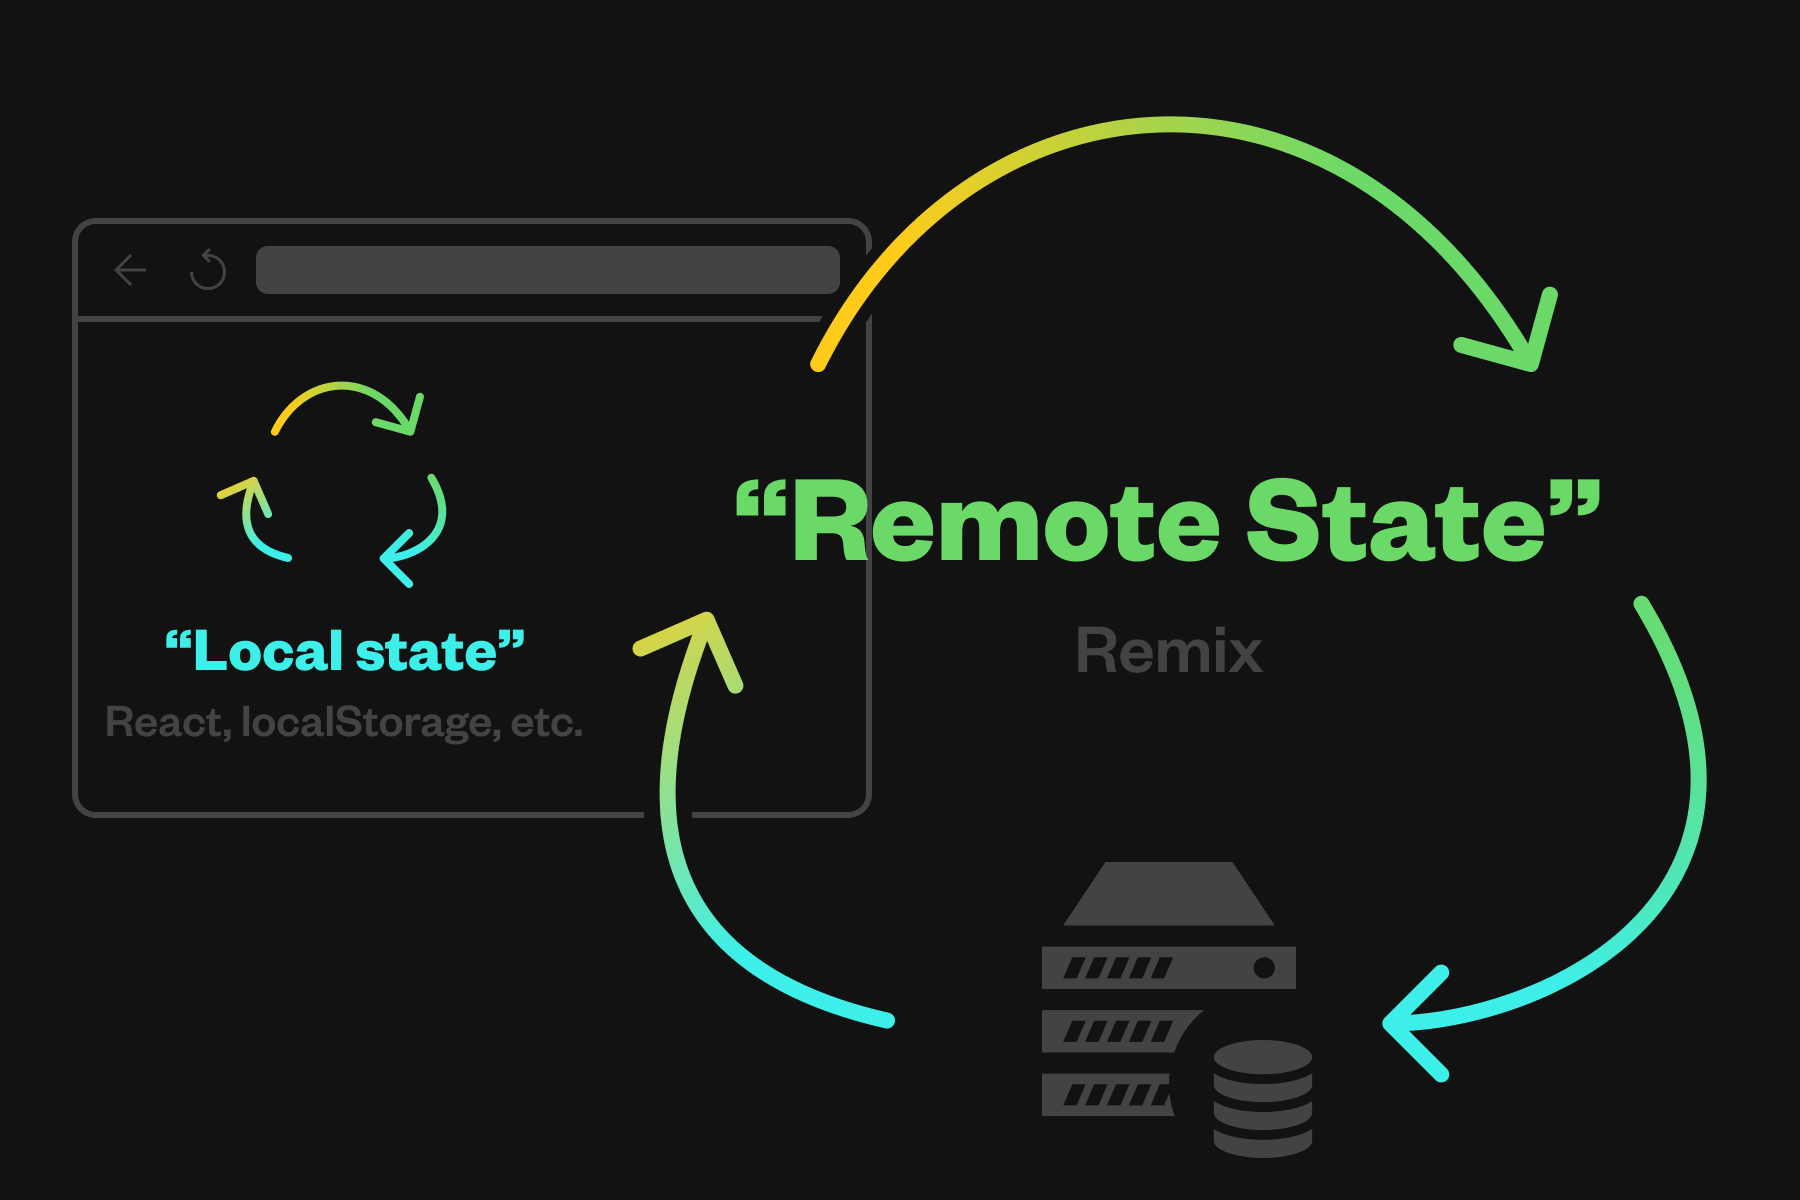 “Remote State”
Remix
“Local state”
React, localStorage, etc.